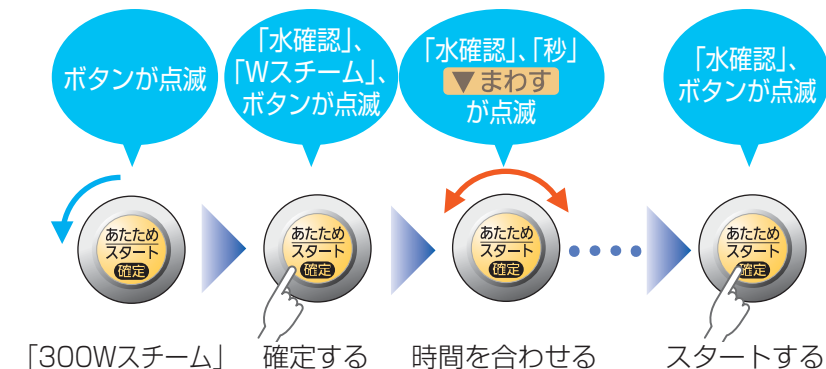 ボタンが点滅
「水確認」、
「Wスチーム」、
ボタンが点滅
「水確認」、「秒」
▼まわす
が点滅
「水確認」、
ボタンが点滅
あたため
スタート
確定
あたため
スタート
確定
あたため
スタート
確定
あたため
スタート
確定
「300Wスチーム」
確定する
時間を合わせる
スタートする